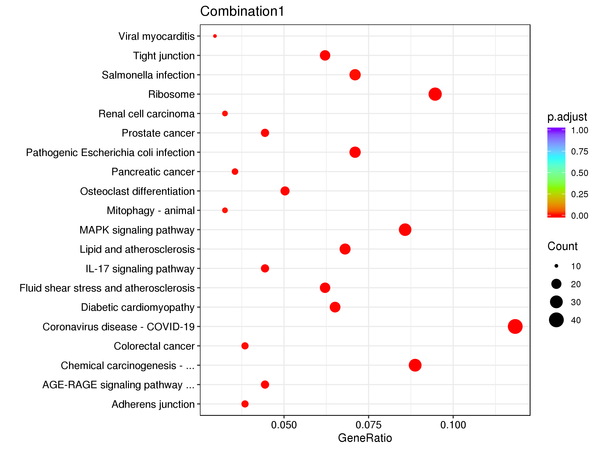 Combination1
Viral myocarditis
Tight junction
Salmonella infection
Ribosome
Renal cell carcinoma
Prostate cancer
Pathogenic Escherichia coli infection
Pancreatic cancer
Osteoclast differentiation
Mitophagy - animal
MAPK signaling pathway
Lipid and atherosclerosis
IL-17 signaling pathway
Fluid shear stress and atherosclerosis
Diabetic cardiomyopathy
Coronavirus disease - COVID-19
Colorectal cancer
Chemical carcinogenesis - ...
AGE-RAGE signaling pathway ...
Adherens junction
0.050 0.075 0.100
GeneRatio
p.adjust
1.00
0.75
0.50
0.25
0.00
Count
10
20
30
40